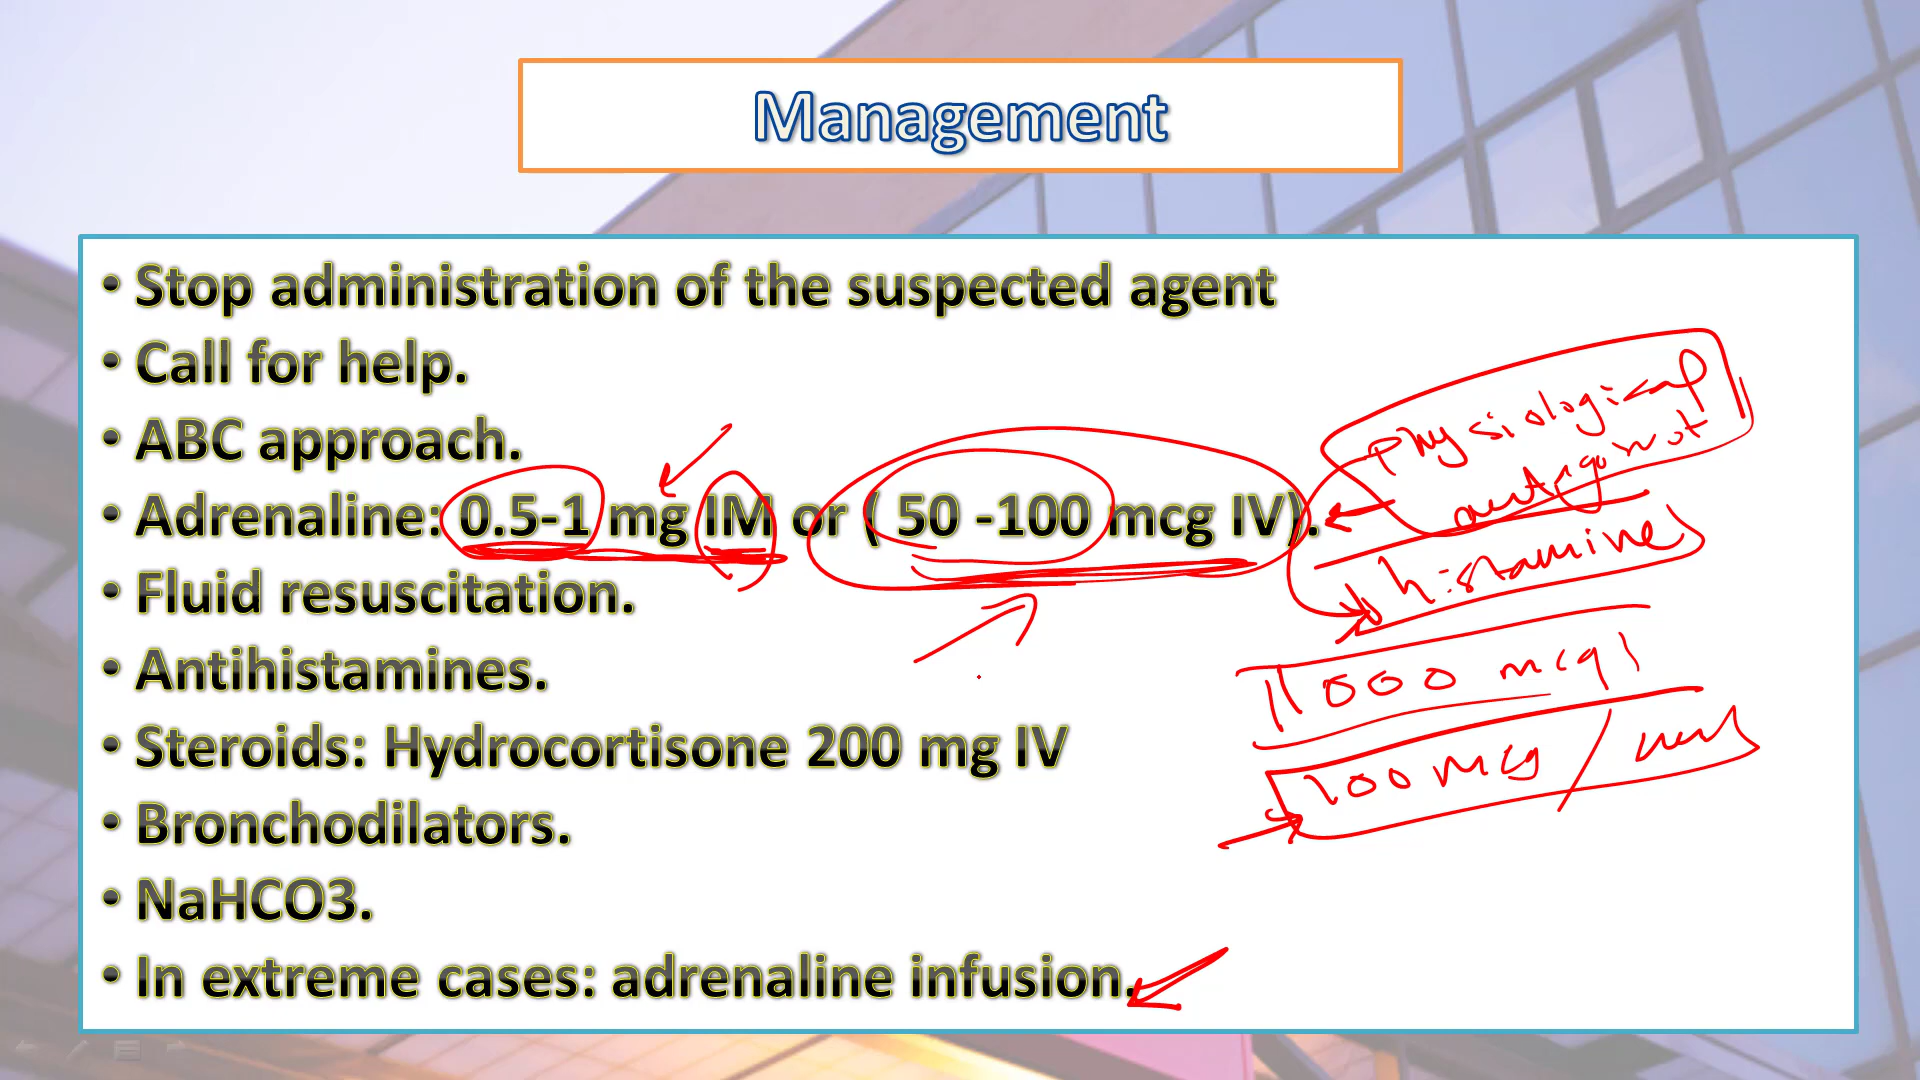 Management
• Stop administration of the suspected agent
• Call for help.
• ABC approach.
• Adrenaline: 0.5-1 mg IM or ( 50 -100 mcg IV).
• Fluid resuscitation.
• Antihistamines.
• Steroids: Hydrocortisone 200 mg IV
• Bronchodilators.
• NaHCO3.
• In extreme cases: adrenaline infusion.
physiological
histamine
1000 mcg
100 mcg /